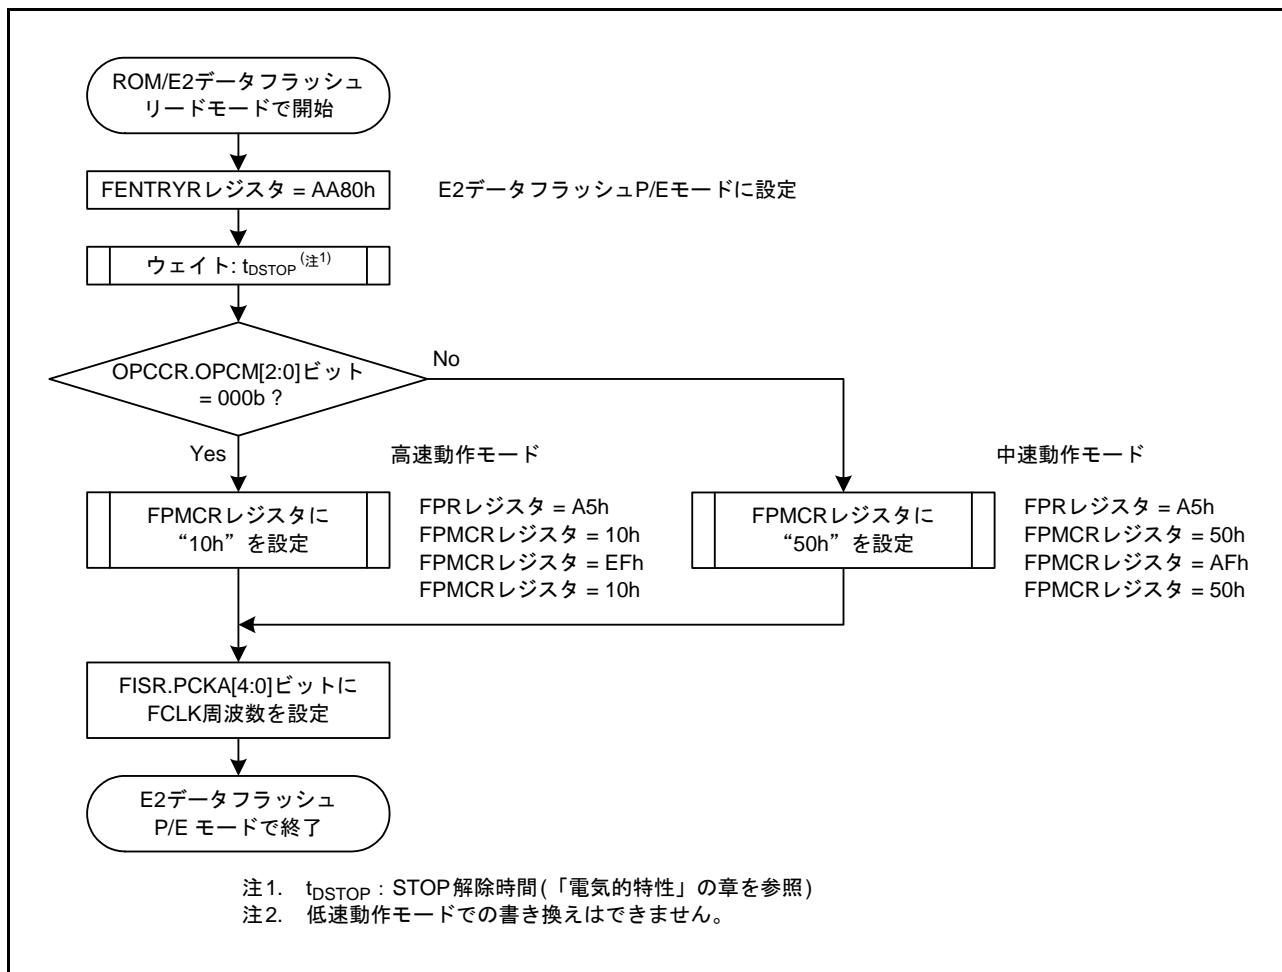 ROM/E2データフラッシュ
リードモードで開始
FENTRYRレジスタ = AA80h
E2データフラッシュP/Eモードに設定
ウェイト: tDSTOP (注1)
OPCCR.OPCM[2:0]ビット
= 000b ?
No
Yes
高速動作モード
中速動作モード
FPMCRレジスタに
“10h”を設定
FPRレジスタ = A5h
FPMCRレジスタ = 10h
FPMCRレジスタ = EFh
FPMCRレジスタ = 10h
FPMCRレジスタに
“50h”を設定
FPRレジスタ = A5h
FPMCRレジスタ = 50h
FPMCRレジスタ = AFh
FPMCRレジスタ = 50h
FISR.PCKA[4:0]ビットに
FCLK周波数を設定
E2データフラッシュ
P/E モードで終了
注1. tDSTOP : STOP解除時間(「電気的特性」の章を参照)
注2. 低速動作モードでの書き換えはできません。